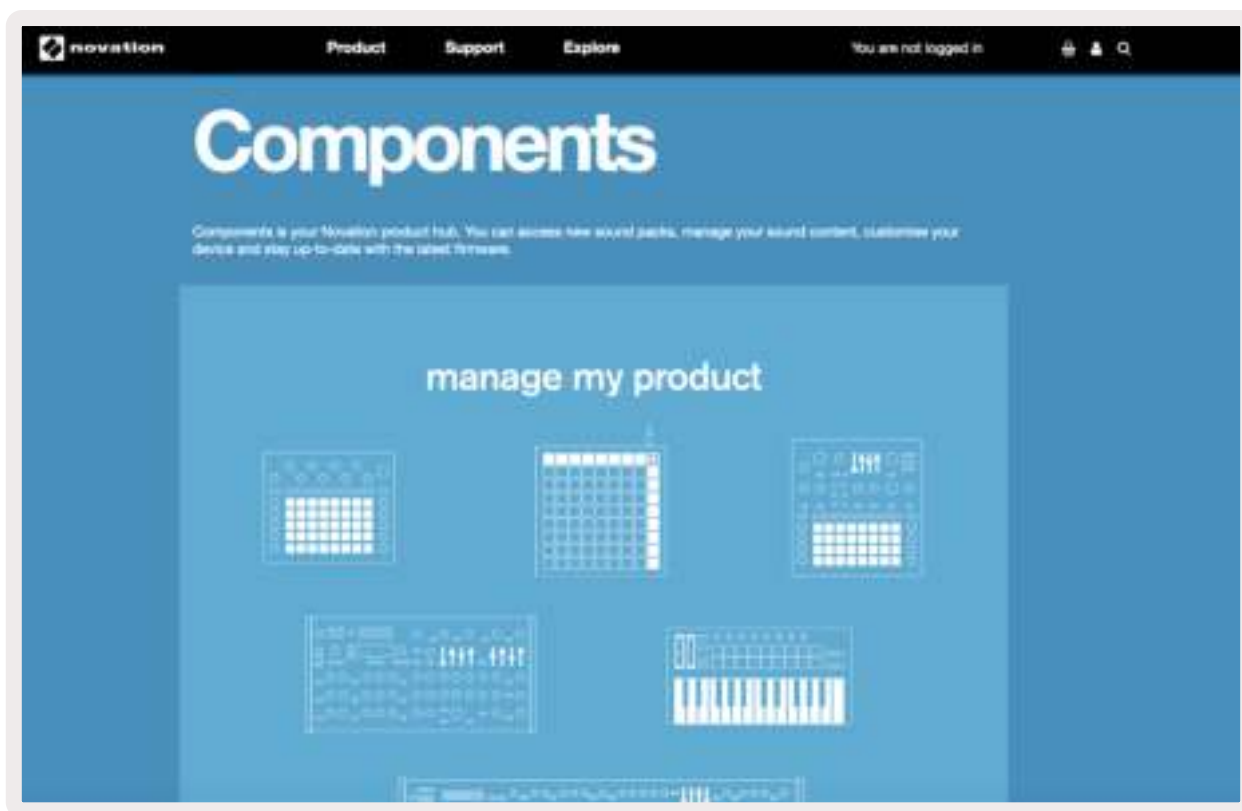 novation
Product Support Explore You are not logged in
Components
Components is your Novation product hub. You can access new sound packs, manage your sound content, customise your
device and stay up-to-date with the latest firmware.
manage my product